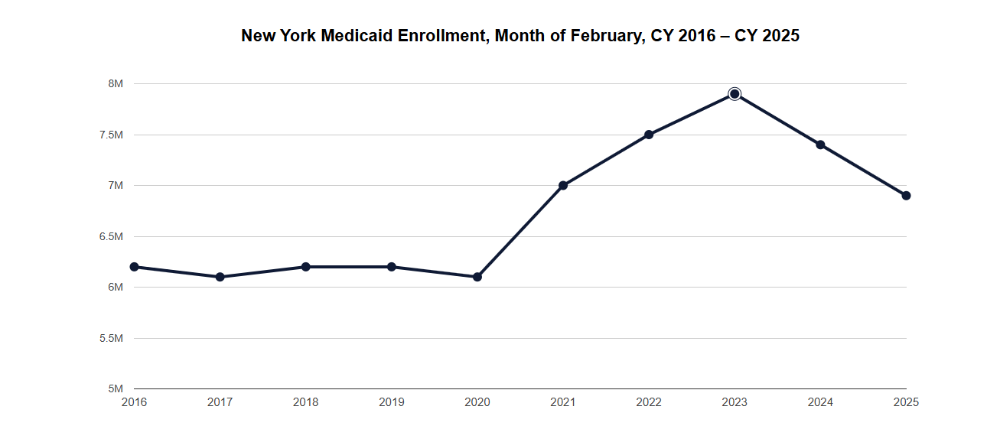 New York Medicaid Enrollment, Month of February, CY 2016 – CY 2025
8M
7.5M
7M
6.5M
6M
5.5M
5M
2016 2017 2018 2019 2020 2021 2022 2023 2024 2025